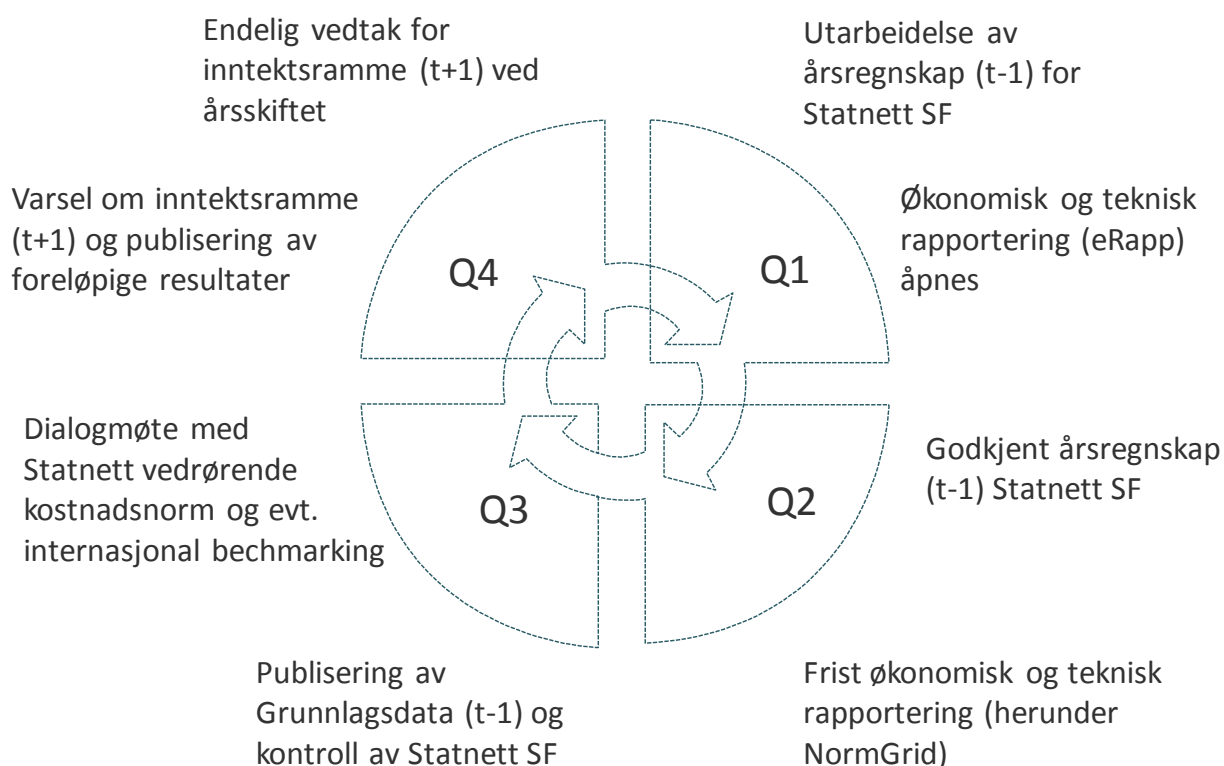 Endelig vedtak for
inntektsramme (t+1) ved
årsskiftet
Utarbeidelse av
årsregnskap (t-1) for
Statnett SF
Varsel om inntektsramme
(t+1) og publisering av
foreløpige resultater
Q4
Q1
Økonomisk og teknisk
rapportering (eRapp)
åpnes
Dialogmøte med
Statnett vedrørende
kostnadsnorm og evt.
internasjonal bechmarking
Q3
Q2
Godkjent årsregnskap
(t-1) Statnett SF
Publisering av
Grunnlagsdata (t-1) og
kontroll av Statnett SF
Frist økonomisk og teknisk
rapportering (herunder
NormGrid)